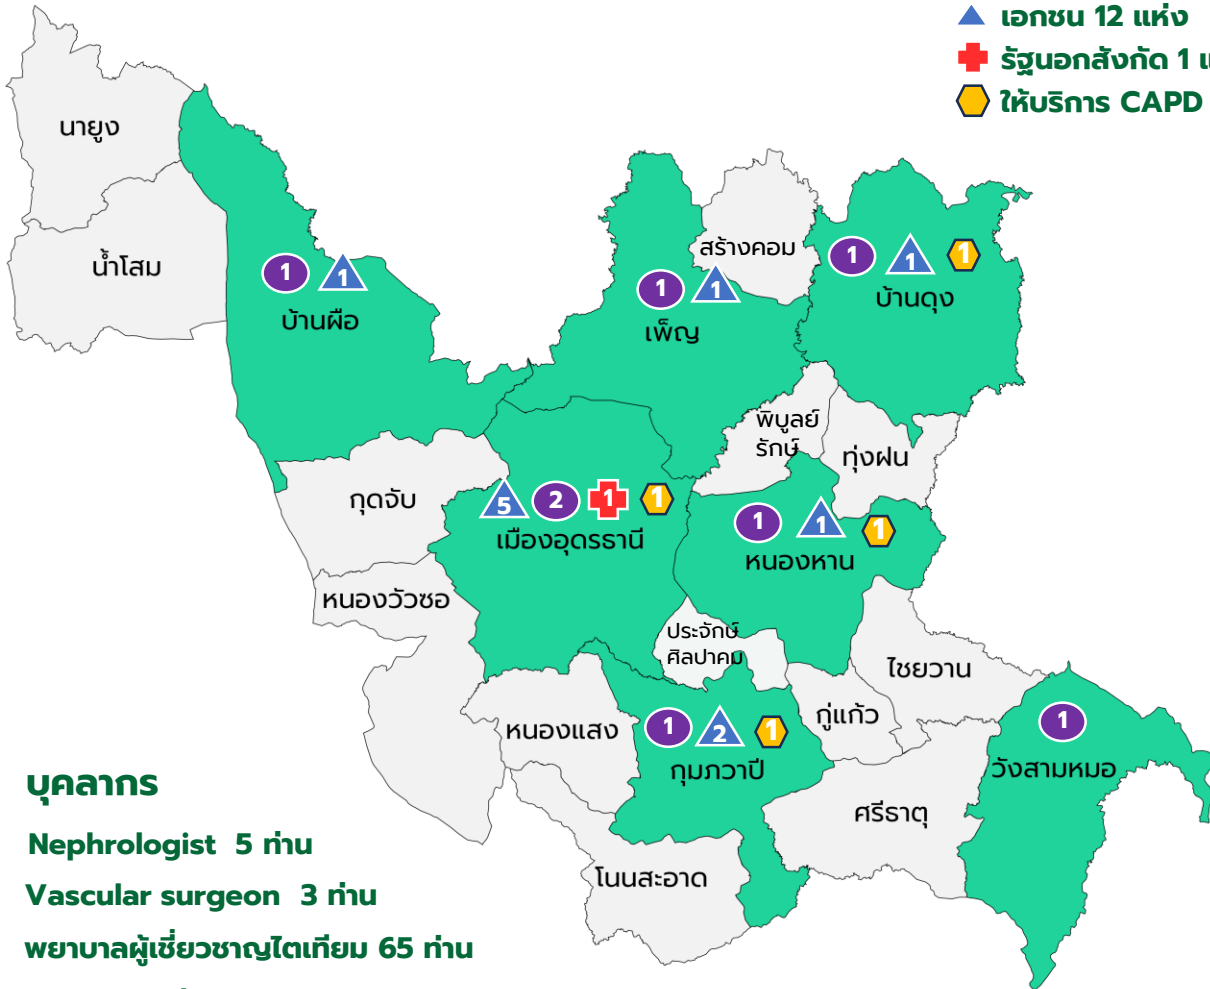 เอกชน 12 แห่ง
รัฐนอกสังกัด 1
ให้บริการ CAPD
นายูง
น้ำโสม
สร้างคอม
1 1
บ้านผือ
1 1
เพ็ญ
1 1 1
บ้านดุง
พิบูลย์
รักษ์
ทุ่งฝน
กุดจับ
5 2 1 1
เมืองอุดรธานี
1 1 1
หนองหาน
หนองวัวซอ
ประจักษ์
ศิลปาคม
ไชยวาน
หนองแสง
1 2 1
กุมภวาปี
กู่แก้ว
1
วังสามหมอ
ศรีธาตุ
โนนสะอาด
บุคลากร
Nephrologist 5 ท่าน
Vascular surgeon 3 ท่าน
พยาบาลผู้เชี่ยวชาญไตเทียม 65 ท่าน